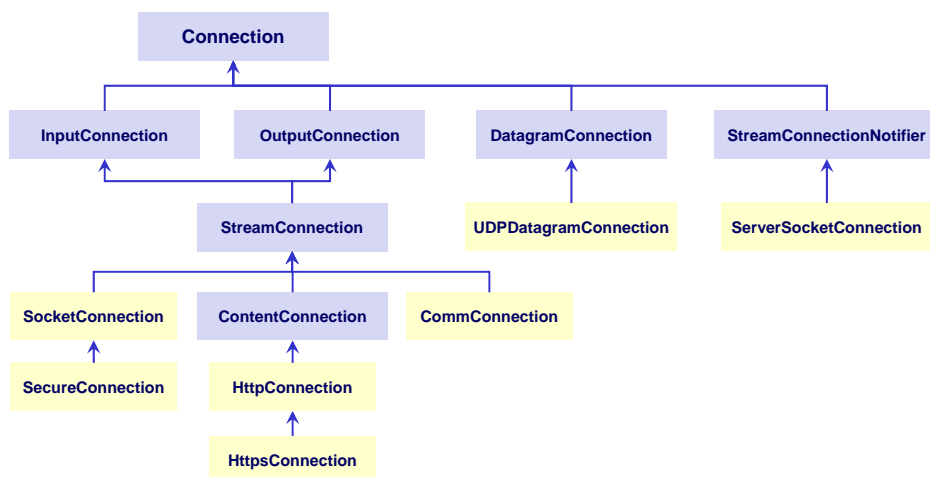 Connection
InputConnection
OutputConnection
DatagramConnection
StreamConnectionNotifier
StreamConnection
UDPDatagramConnection
ServerSocketConnection
SocketConnection
ContentConnection
CommConnection
SecureConnection
HttpConnection
HttpsConnection